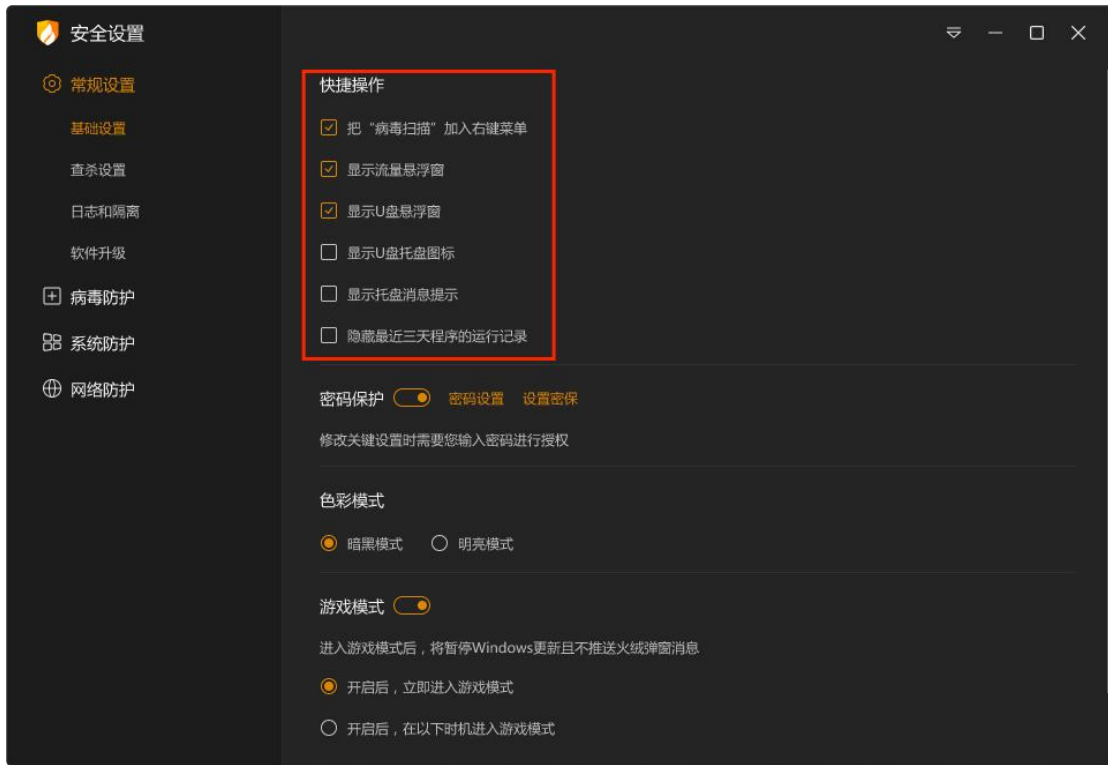 安全设置
常规设置
基础设置
查杀设置
日志和隔离
软件升级
病毒防护
系统防护
网络防护
快捷操作
把“病毒扫描”加入右键菜单
显示流量悬浮窗
显示U盘悬浮窗
显示U盘托盘图标
显示托盘消息提示
隐藏最近三天程序的运行记录
密码保护 密码设置 设置密保
修改关键设置时需要您输入密码进行授权
色彩模式
暗黑模式 明亮模式
游戏模式
进入游戏模式后，将暂停Windows更新且不推送火绒弹窗消息
开启后，立即进入游戏模式
开启后，在以下时机进入游戏模式